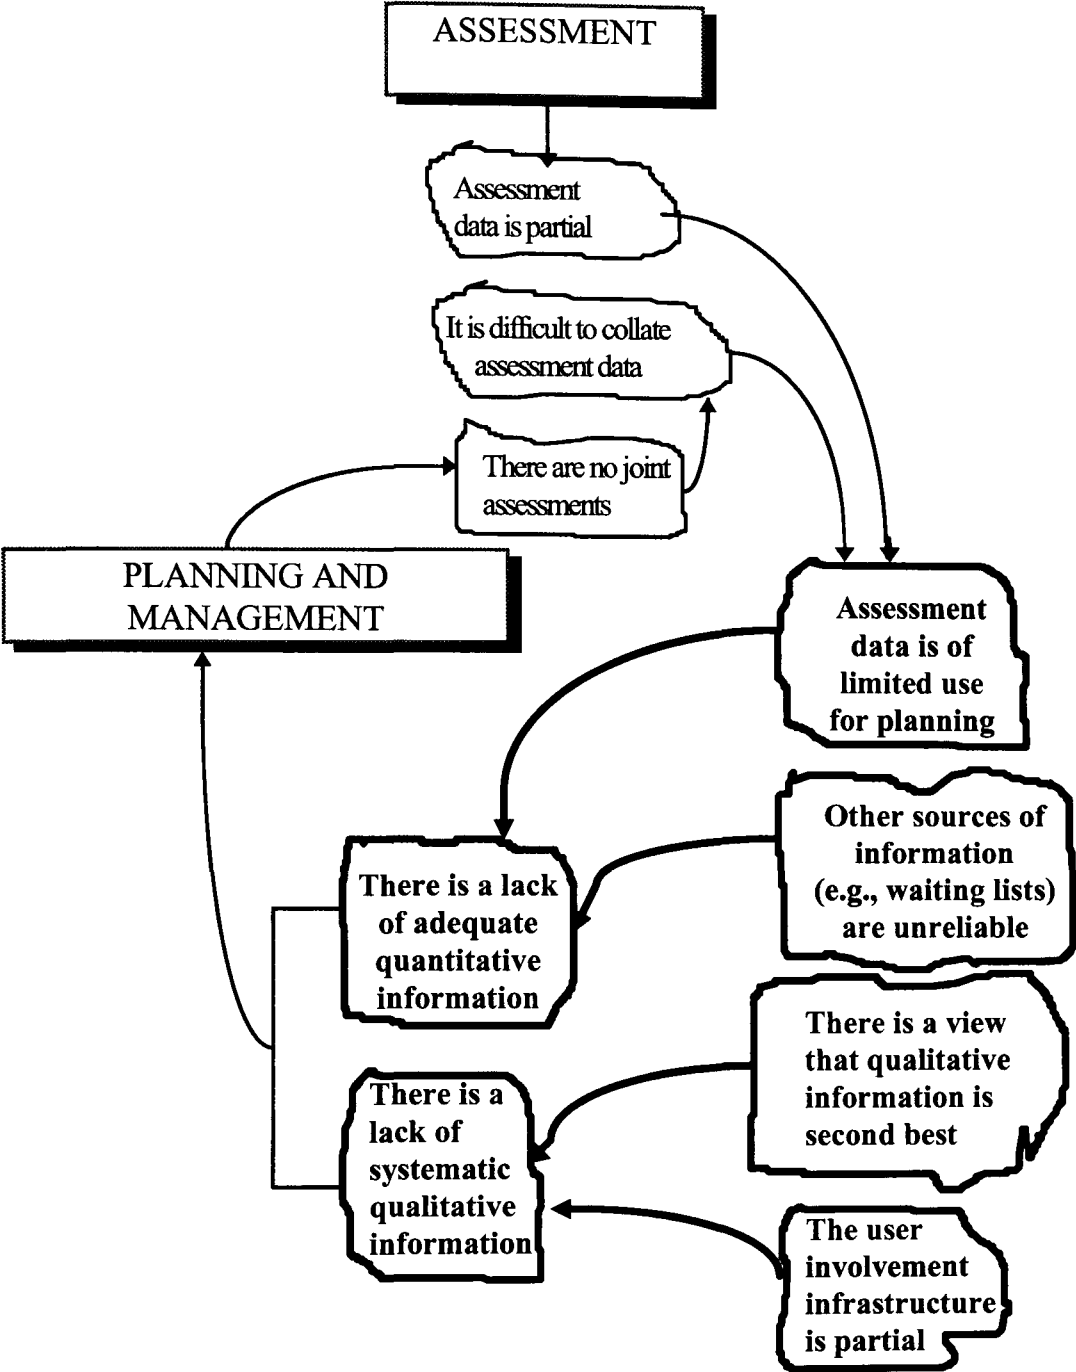 ASSESSMENT
Assessment
data is partial
It is difficult to collate
assessment data
There are no joint
assessments
PLANNING AND
MANAGEMENT
Assessment
data is of
limited use
for planning
Other sources of
information
(e.g., waiting lists)
are unreliable
There is a lack
of adequate
quantitative
information
There is a view
that qualitative
information is
second best
There is a
lack of
systematic
qualitative
information
The user
involvement
infrastructure
is partial